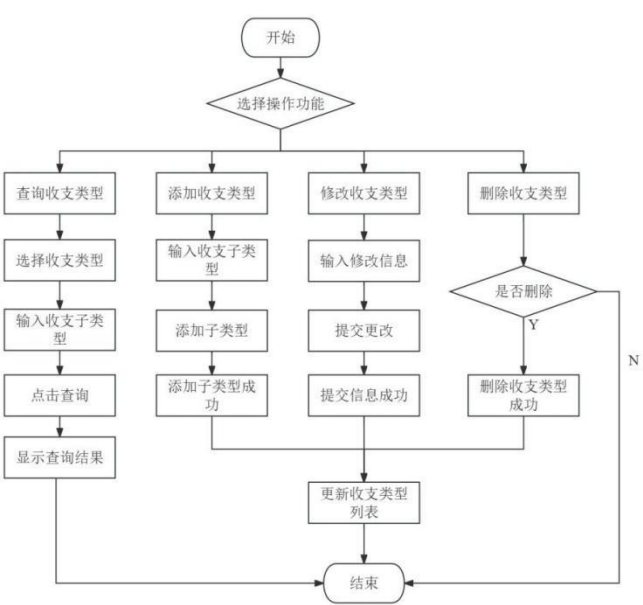 开始
选择操作功能
查询收支类型
添加收支类型
修改收支类型
删除收支类型
选择收支类型
输入收支子类
型
输入修改信息
是否删除
输入收支子类
型
添加子类型
提交更改
Y
N
点击查询
添加子类型成
功
提交信息成功
删除收支类型
成功
显示查询结果
更新收支类型
列表
结束